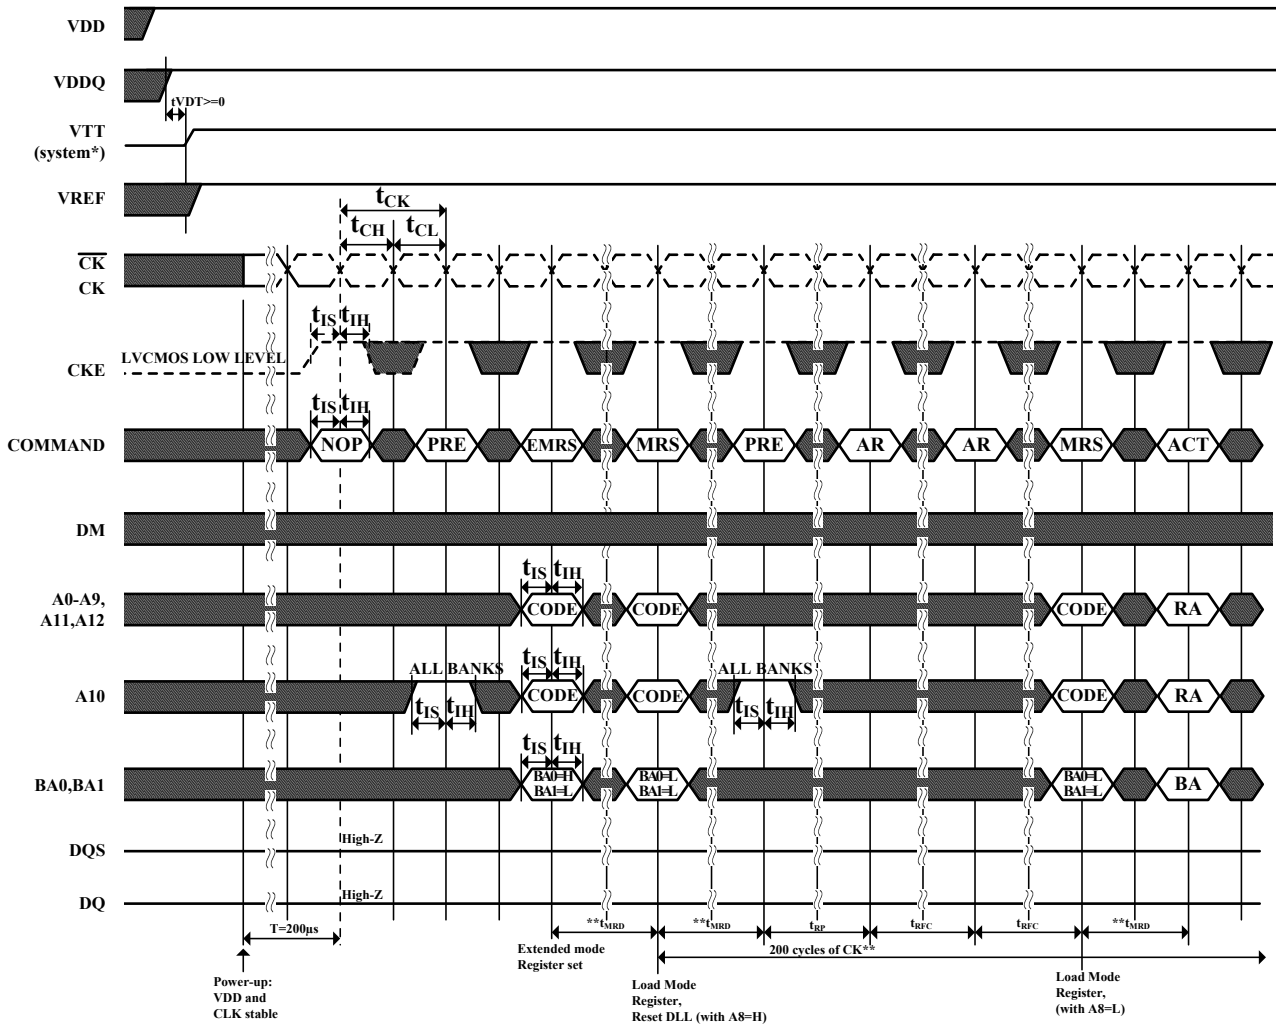 VDD
VDDQ
tVDT>=0
VTT
(system*)
VREF
tCK
tCH tCL
CK
CK
tIS tIH
LVCMOS LOW LEVEL
CKE
tIS tIH
COMMAND NOP PRE EMRS MRS PRE AR AR MRS ACT
DM
tIS tIH
A0-A9,
A11,A12
CODE CODE CODE RA
ALL BANKS tIS tIH ALL BANKS
A10 CODE CODE CODE RA
tIS tIH tIS tIH
tIS tIH
BA0,BA1
BA0=H BA0=L BA0=L
BA1=L BA1=L BA1=L
BA
High-Z
DQS
High-Z
DQ
T=200µs
**tMRD **tMRD tRP tRFC tRFC **tMRD
200 cycles of CK**
Extended mode
Register set
Power-up:
VDD and
CLK stable
Load Mode
Register,
Reset DLL (with A8=H)
Load Mode
Register,
(with A8=L)